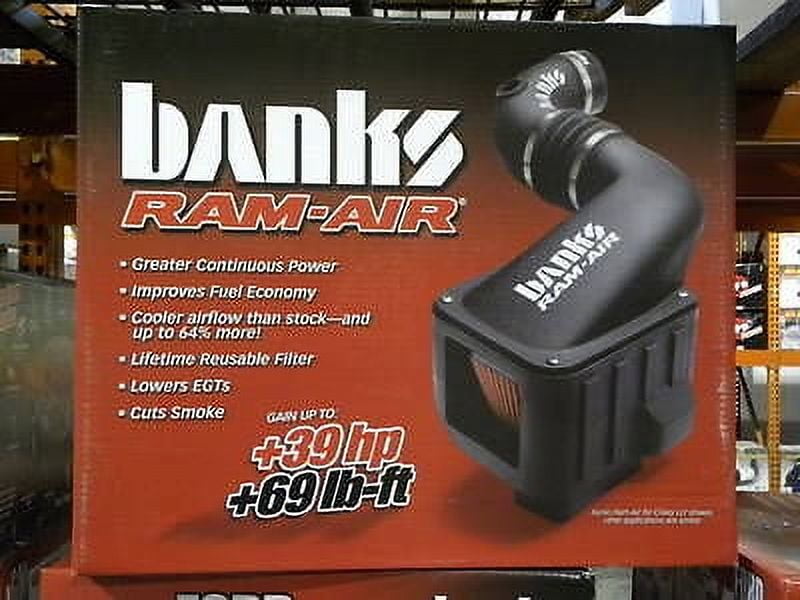 banks
RAM-AIR®
• Greater Continuous Power
• Improves Fuel Economy
• Cooler airflow than stock—and
up to 64% more!
• Lifetime Reusable Filter
• Lowers EGTs
• Cuts Smoke
GAIN UP TO:
+39 hp
+69 lb-ft
banks
RAM-AIR